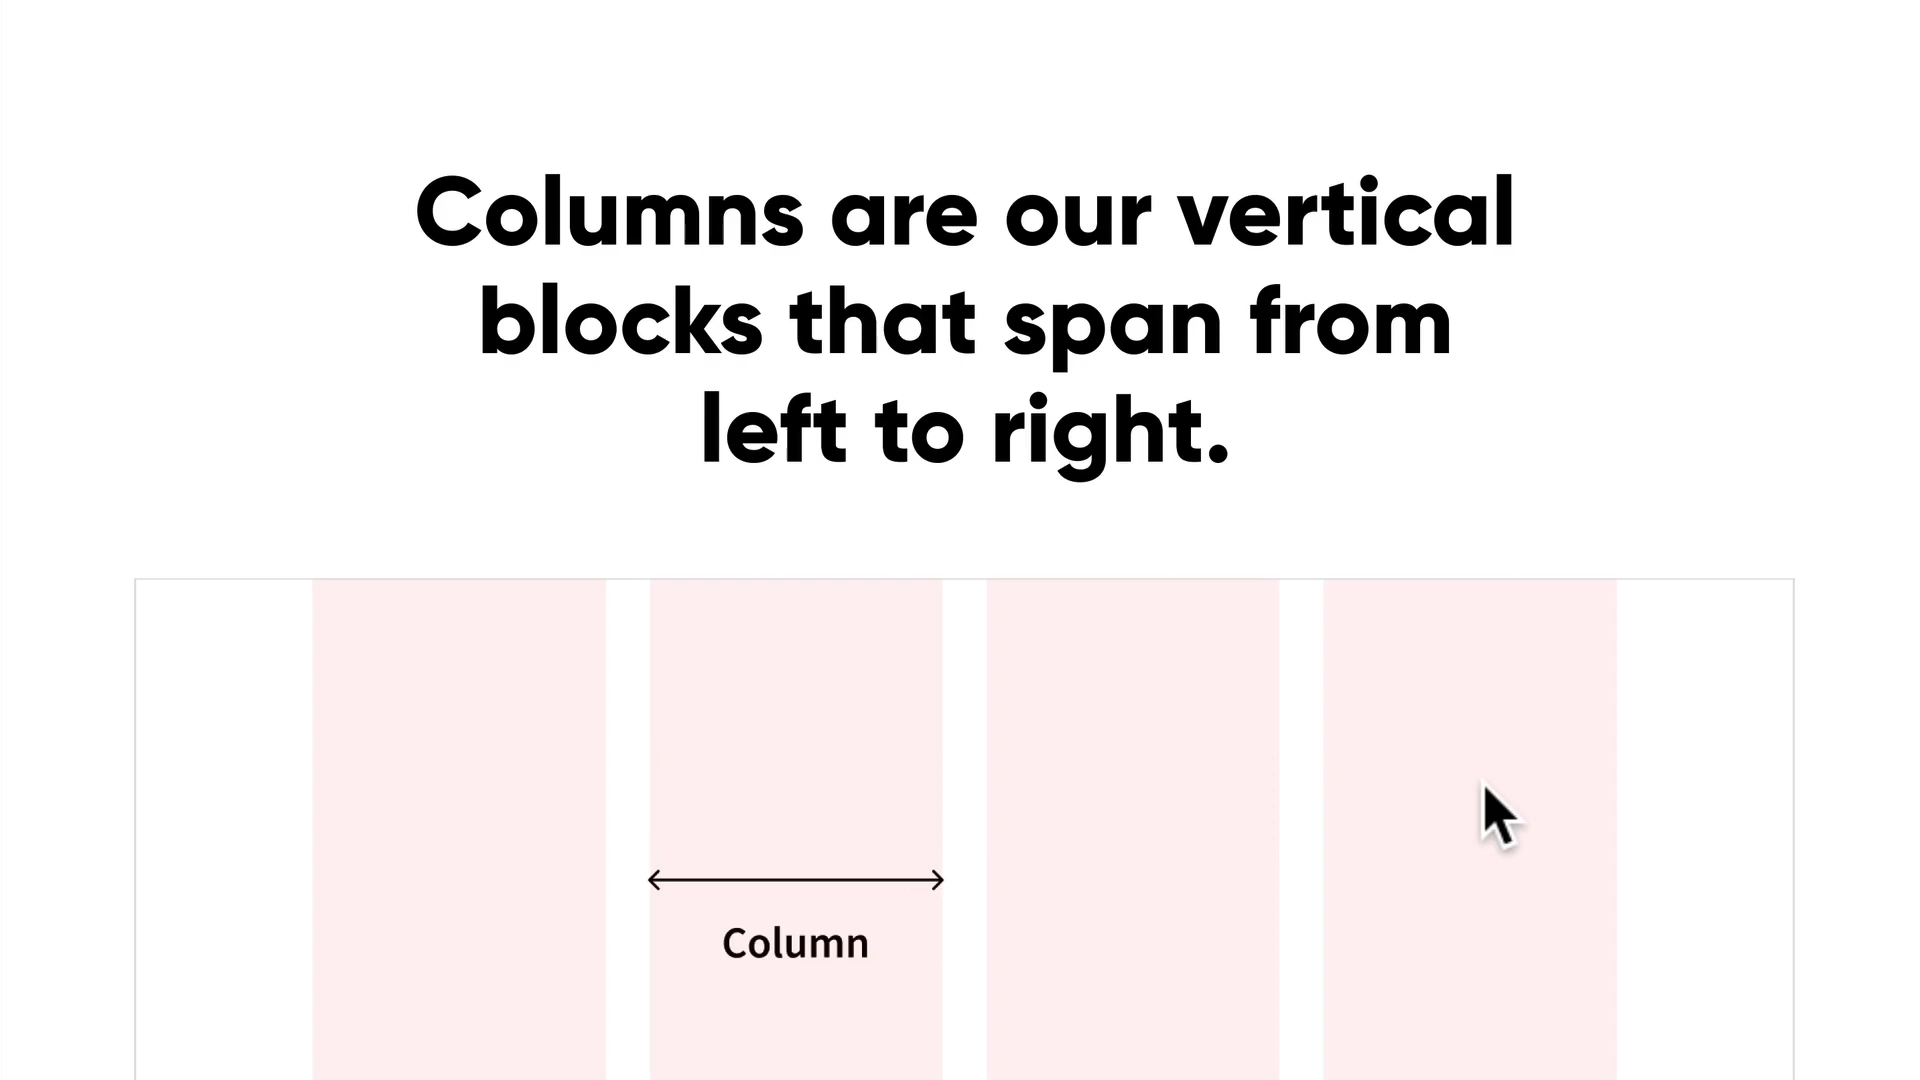 Columns are our vertical
blocks that span from
left to right.
Column